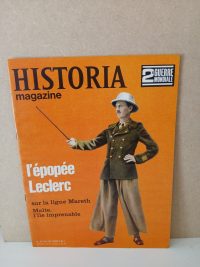 HISTORIA
magazine
2e GUERRE
MONDIALE
l'épopée
Leclerc
sur la ligne Mareth
Malte,
l'île imprenable